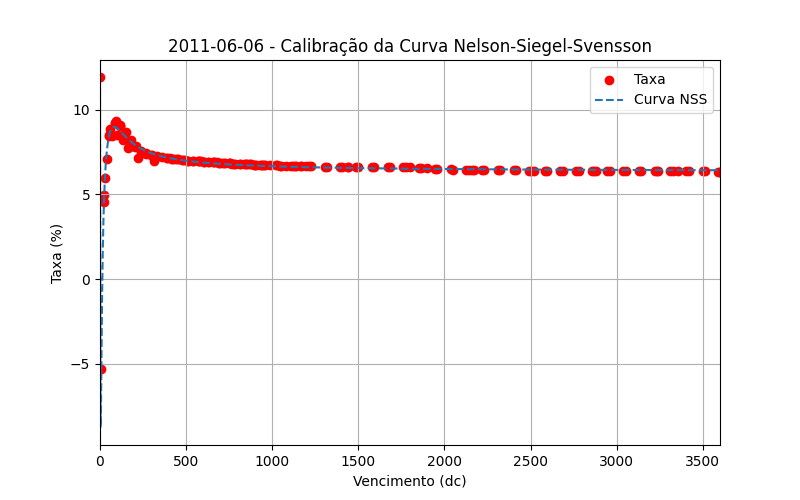 2011-06-06 - Calibração da Curva Nelson-Siegel-Svensson
Taxa
Curva NSS
10
5
0
−5
Taxa (%)
0 500 1000 1500 2000 2500 3000 3500
Vencimento (dc)